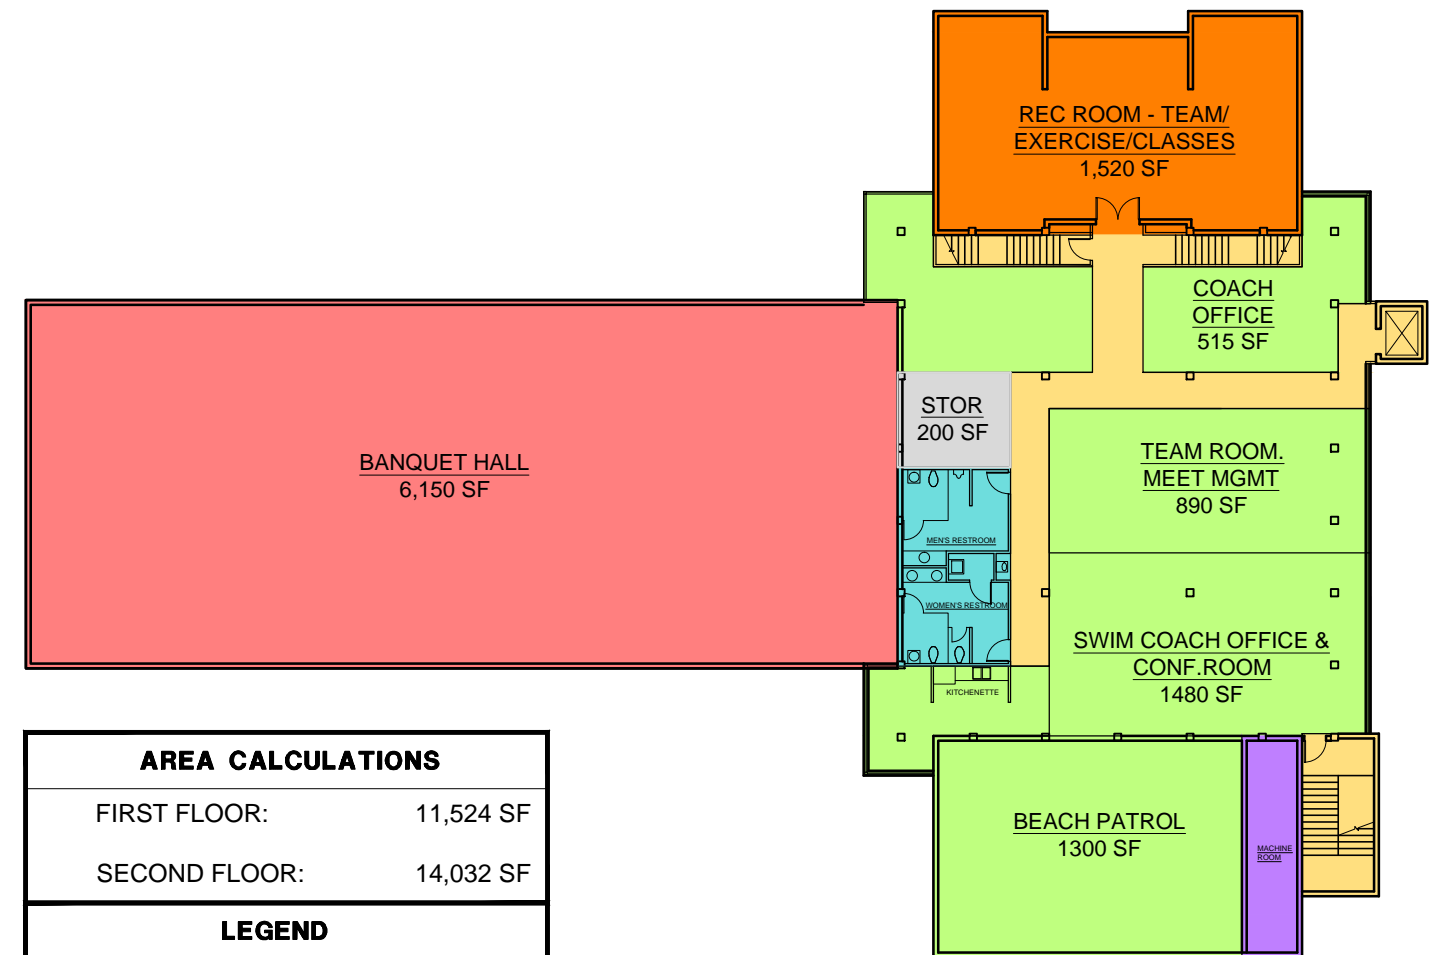 REC ROOM - TEAM/
EXERCISE/CLASSES
1,520 SF
COACH
OFFICE
515 SF
STOR
200 SF
BANQUET HALL
6,150 SF
TEAM ROOM.
MEET MGMT
890 SF
MEN'S RESTROOM
WOMEN'S RESTROOM
SWIM COACH OFFICE &
CONF.ROOM
1480 SF
KITCHENETTE
BEACH PATROL
1300 SF
MACHINE
ROOM
AREA CALCULATIONS
FIRST FLOOR: 11,524 SF
SECOND FLOOR: 14,032 SF
LEGEND